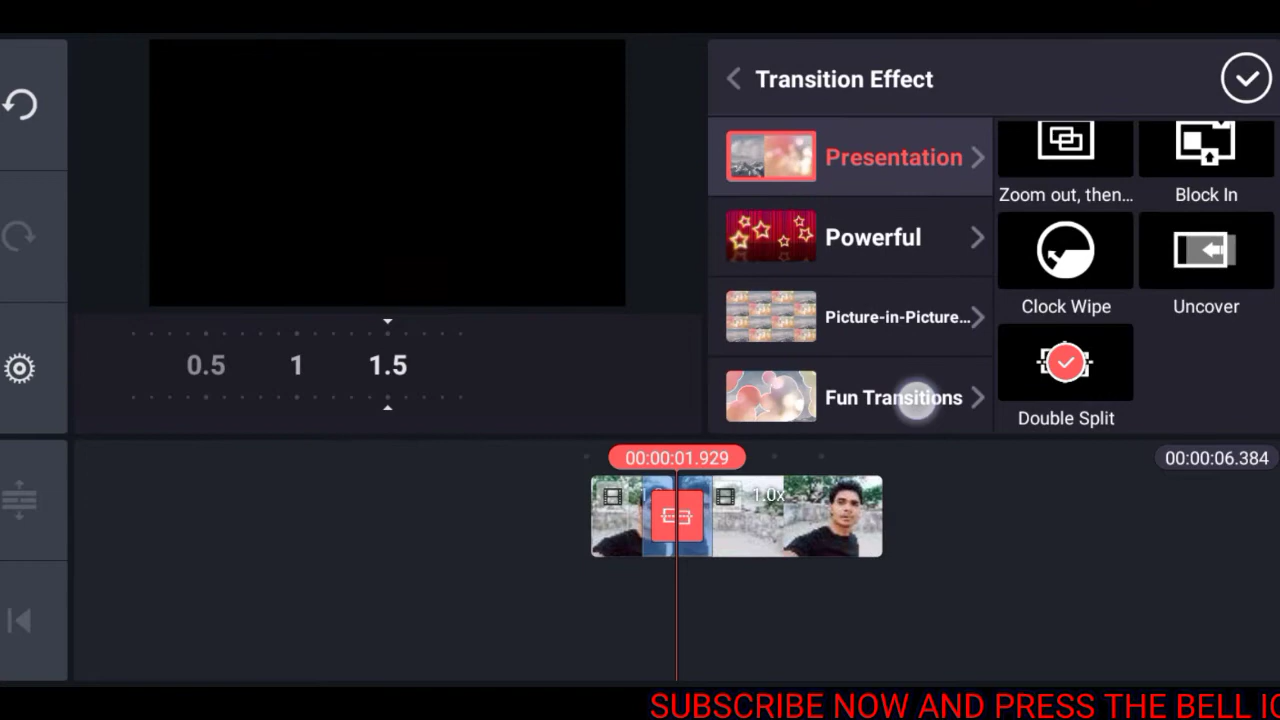 Transition Effect
Presentation
Powerful
Picture-in-Picture...
Fun Transitions
Zoom out, then...
Block In
Clock Wipe
Uncover
Double Split
0.5 1 1.5
00:00:01.929
00:00:06.384
1.0x
SUBSCRIBE NOW AND PRESS THE BELL IC